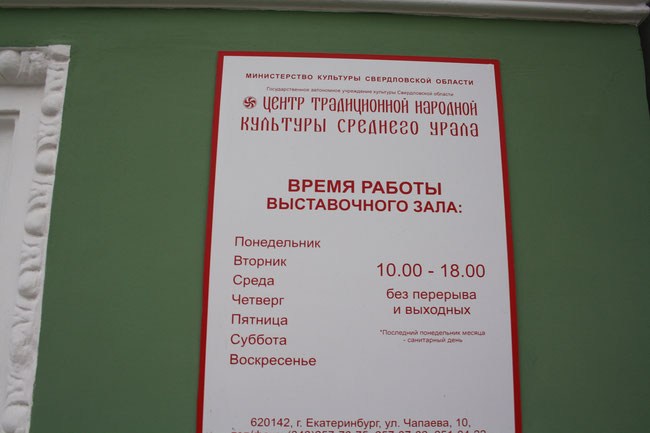 МИНИСТЕРСТВО КУЛЬТУРЫ СВЕРДЛОВСКОЙ ОБЛАСТИ
Государственное автономное учреждение культуры Свердловской области
ЦЕНТР ТРАДИЦИОННОЙ НАРОДНОЙ
КУЛЬТУРЫ СРЕДНЕГО УРАЛА
ВРЕМЯ РАБОТЫ
ВЫСТАВОЧНОГО ЗАЛА:
Понедельник
Вторник
Среда
Четверг
Пятница
Суббота
Воскресенье
10.00 - 18.00
без перерыва
и выходных
*Последний понедельник месяца
- санитарный день
620142, г. Екатеринбург, ул. Чапаева, 10,